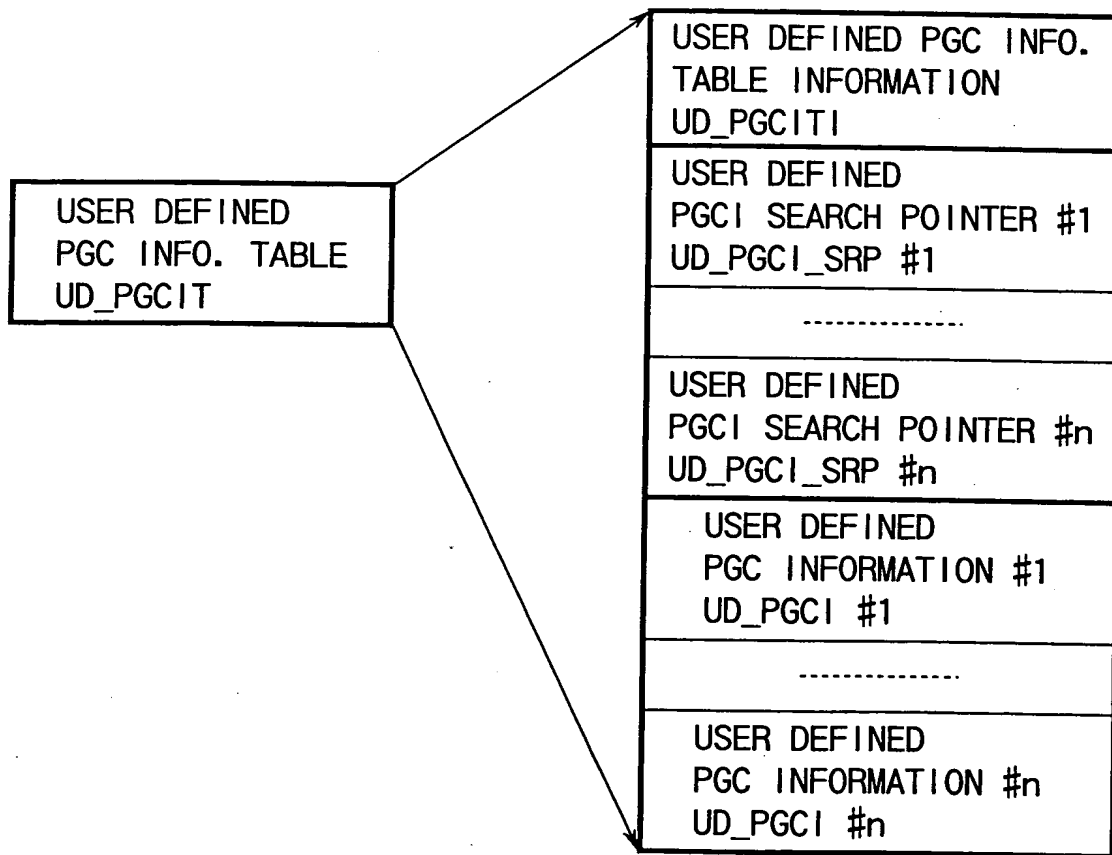 USER DEFINED
PGC INFO. TABLE
UD_PGCIT
USER DEFINED PGC INFO.
TABLE INFORMATION
UD_PGCITI
USER DEFINED
PGCI SEARCH POINTER #1
UD_PGCI_SRP #1
---------------
USER DEFINED
PGCI SEARCH POINTER #n
UD_PGCI_SRP #n
USER DEFINED
PGC INFORMATION #1
UD_PGCI #1
---------------
USER DEFINED
PGC INFORMATION #n
UD_PGCI #n